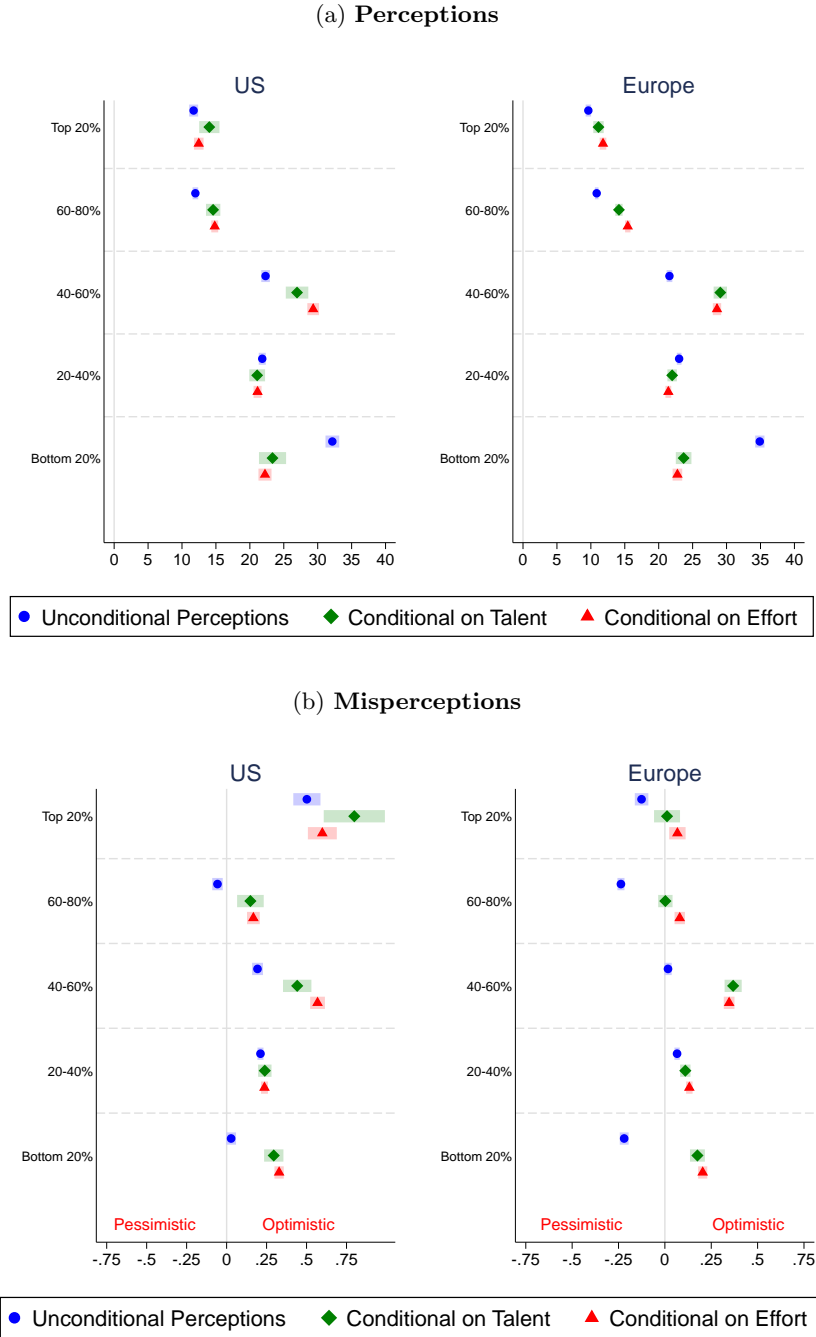 (a) Perceptions
US
Europe
Top 20%
60-80%
40-60%
20-40%
Bottom 20%
0 5 10 15 20 25 30 35 40
Top 20%
60-80%
40-60%
20-40%
Bottom 20%
0 5 10 15 20 25 30 35 40
Unconditional Perceptions Conditional on Talent Conditional on Effort
(b) Misperceptions
US
Europe
Top 20%
60-80%
40-60%
20-40%
Bottom 20%
Pessimistic Optimistic
-.75 -.5 -.25 0 .25 .5 .75
Top 20%
60-80%
40-60%
20-40%
Bottom 20%
Pessimistic Optimistic
-.75 -.5 -.25 0 .25 .5 .75
Unconditional Perceptions Conditional on Talent Conditional on Effort